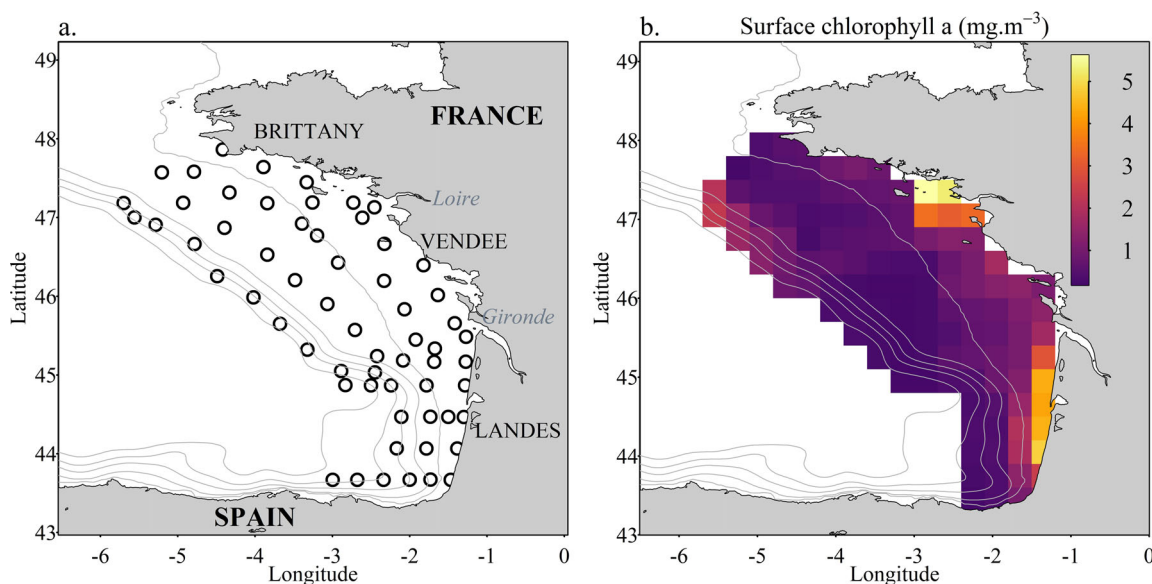 a.
49
48
47
46
45
44
43
Latitude
BRITTANY
FRANCE
Loire
VENDEE
Gironde
LANDES
SPAIN
-6
-5
-4
-3
-2
-1
0
Longitude
b.
Surface chlorophyll a (mg.m⁻³)
49
48
47
46
45
44
43
Latitude
5
4
3
2
1
-6
-5
-4
-3
-2
-1
0
Longitude